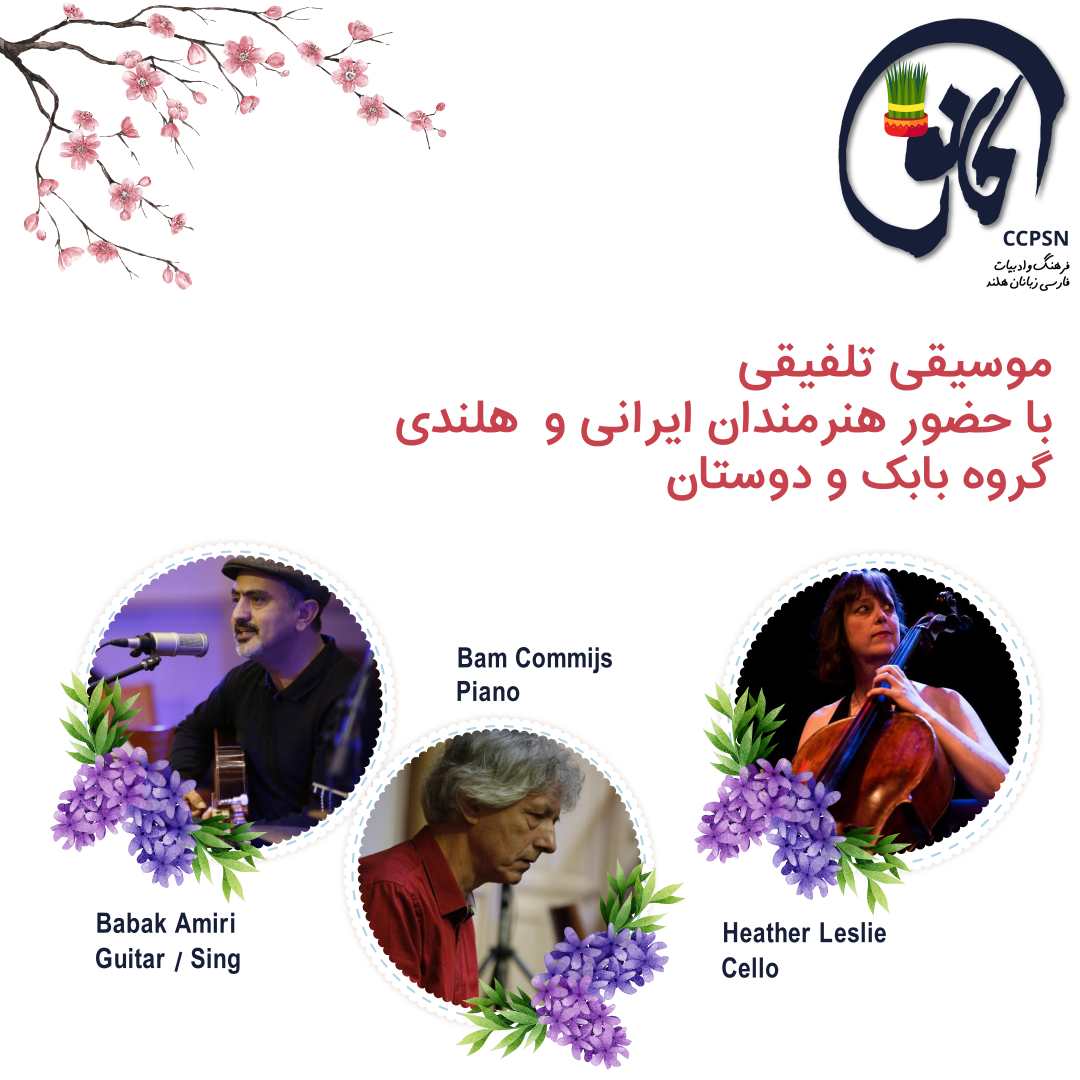 CCPSN
فرهنگ و ادبیات
فارسی زبانان هلند
موسیقی تلفیقی
با حضور هنرمندان ایرانی و هلندی
گروه بابک و دوستان
Bam Commijs
Piano
Babak Amiri
Guitar / Sing
Heather Leslie
Cello